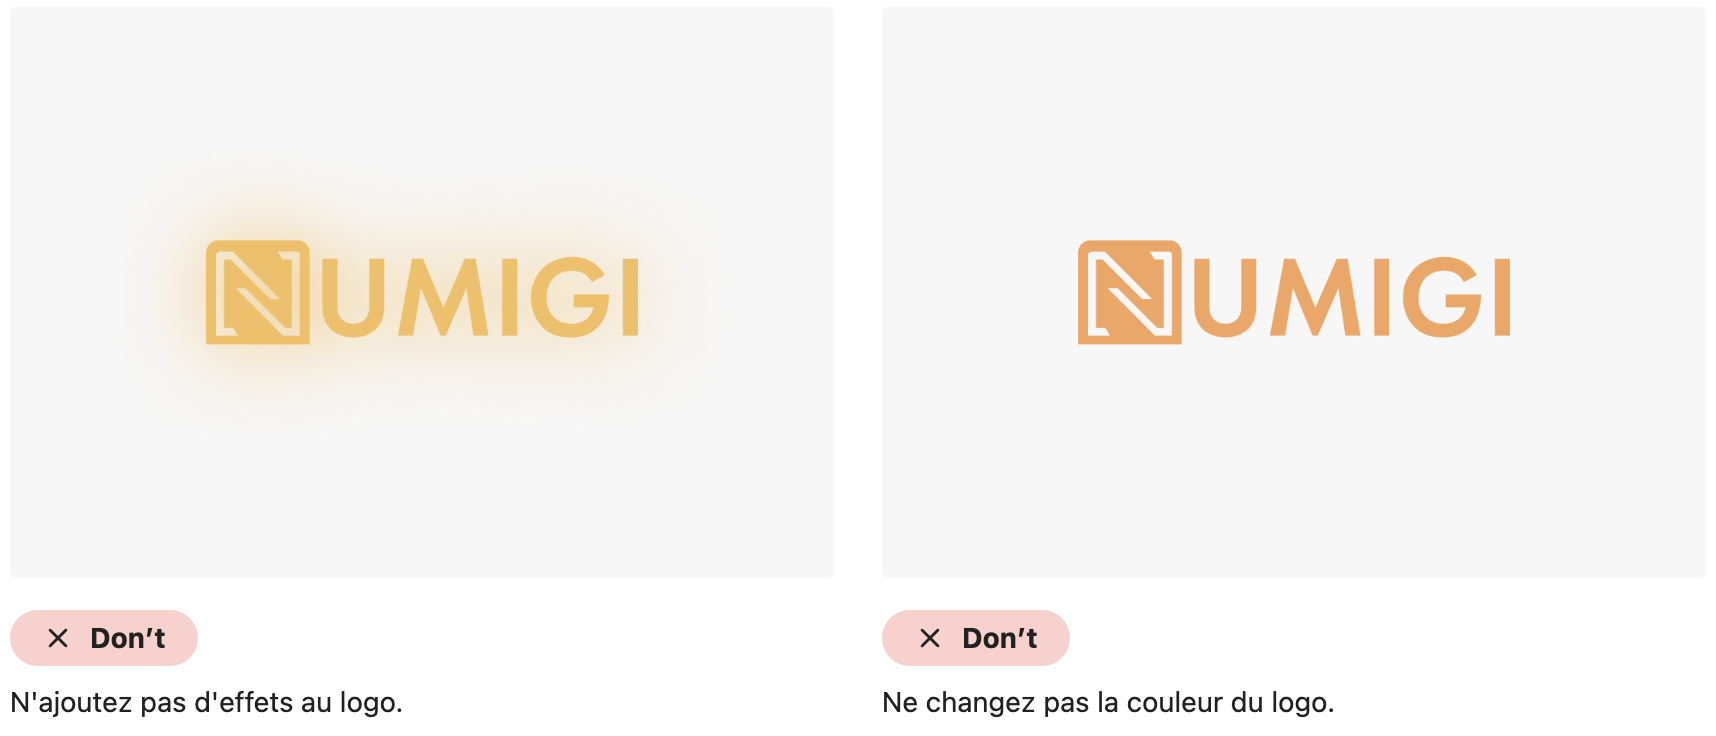 NUMIGI
NUMIGI
Don’t
Don’t
N'ajoutez pas d'effets au logo.
Ne changez pas la couleur du logo.